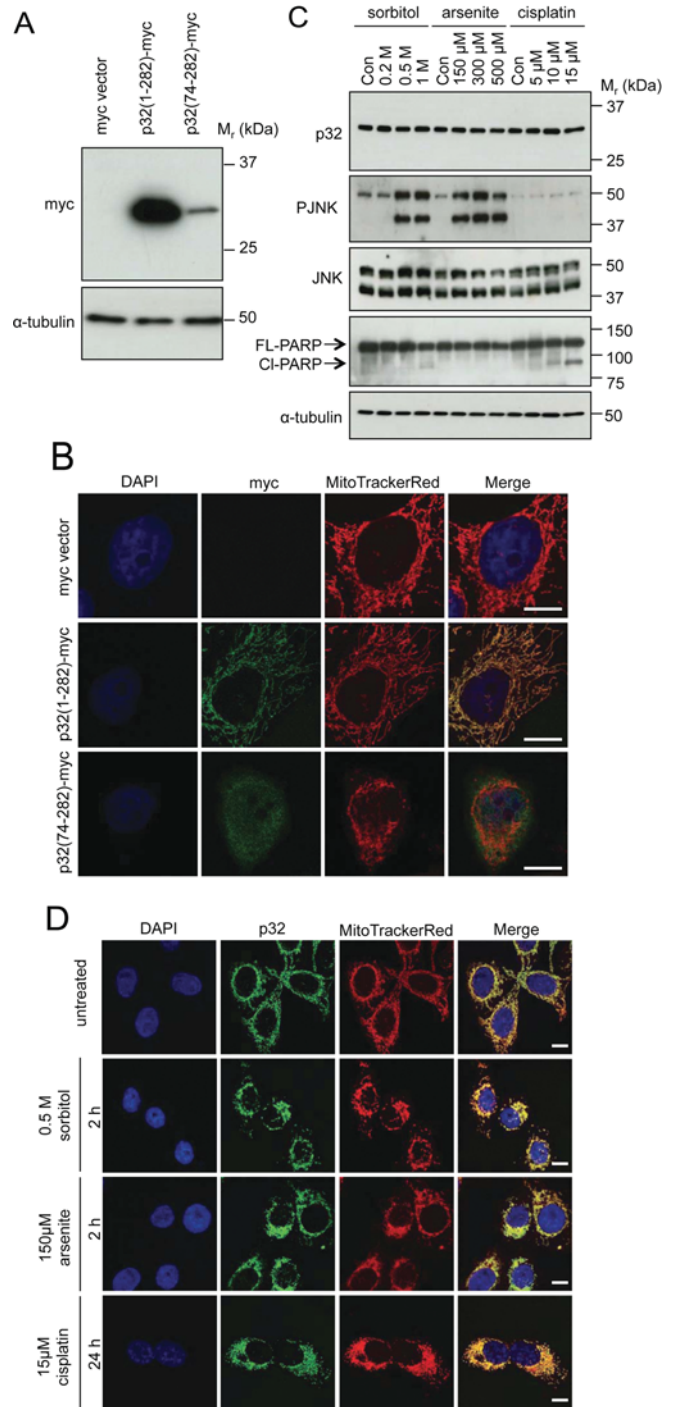 A
myc vector
p32(1-282)-myc
p32(74-282)-myc
Mr (kDa)
myc
37
25
α-tubulin
50
C
sorbitol arsenite cisplatin
Con 0.2 M 0.5 M 1 M Con 150 µM 300 µM 500 µM Con 5 µM 10 µM 15 µM
Mr (kDa)
p32
37
25
PJNK
50
37
JNK
50
37
FL-PARP
Cl-PARP
150
100
75
α-tubulin
50
B
DAPI myc MitoTrackerRed Merge
myc vector
p32(1-282)-myc
p32(74-282)-myc
D
DAPI p32 MitoTrackerRed Merge
untreated
0.5 M
sorbitol
2 h
150µM
arsenite
2 h
15µM
cisplatin
24 h